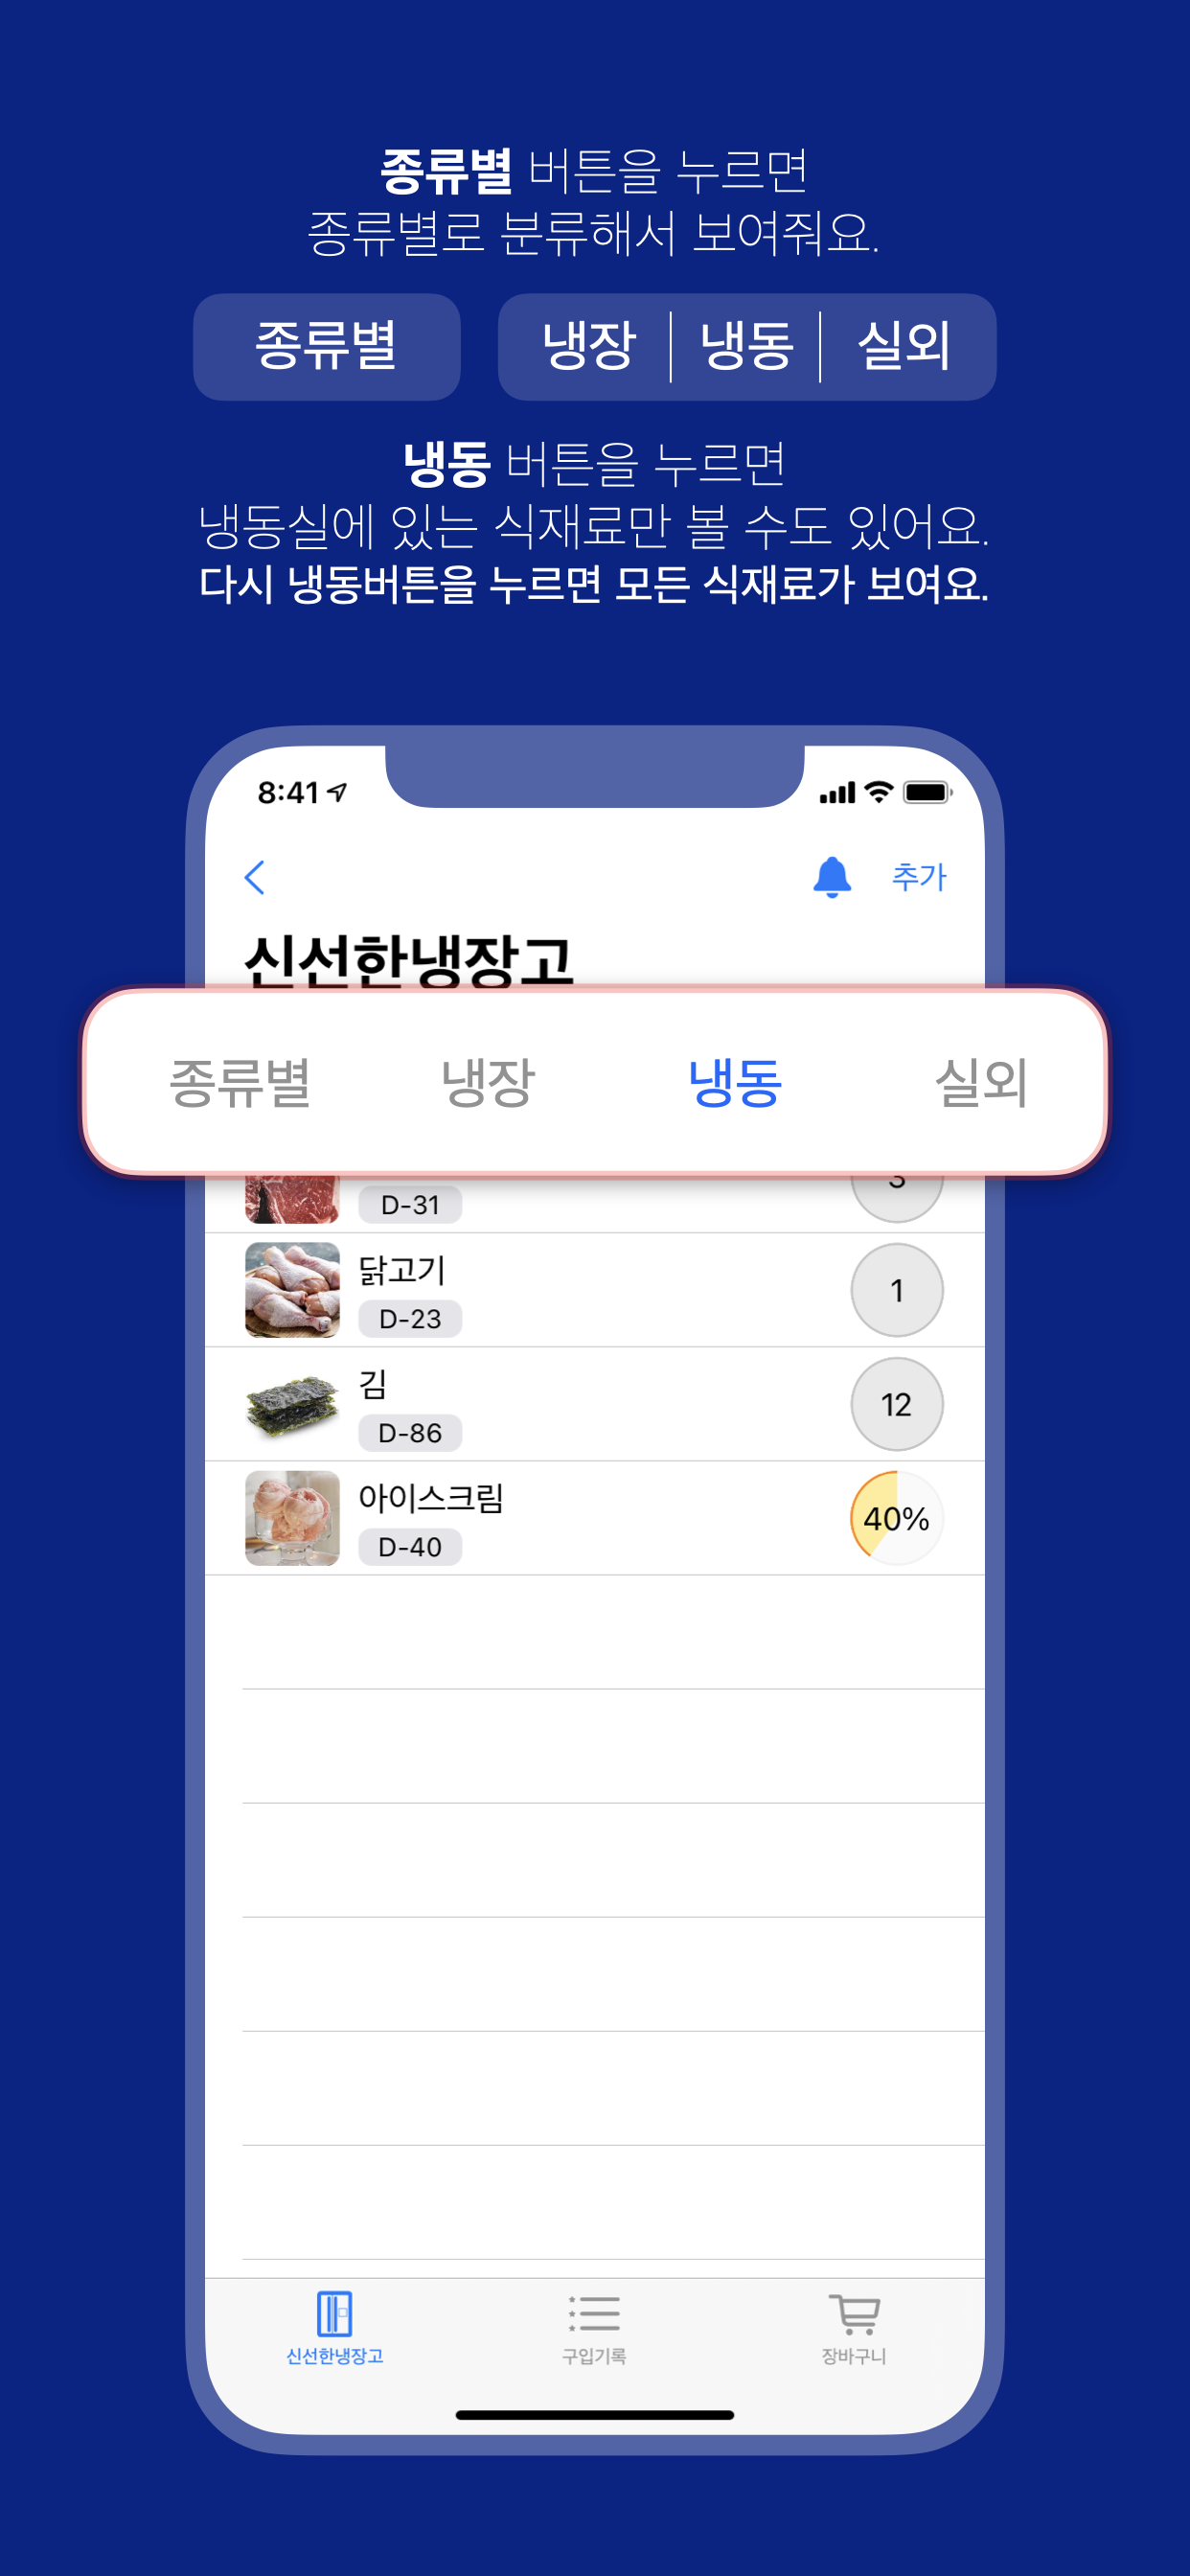 종류별 버튼을 누르면
종류별로 분류해서 보여줘요.
종류별 냉장 냉동 실외
냉동 버튼을 누르면
냉동실에 있는 식재료만 볼 수도 있어요.
다시 냉동버튼을 누르면 모든 식재료가 보여요.
8:41
추가
신선한냉장고
종류별 냉장 냉동 실외
D-31 3
닭고기
D-23 1
김
D-86 12
아이스크림
D-40 40%
신선한냉장고 구입기록 장바구니